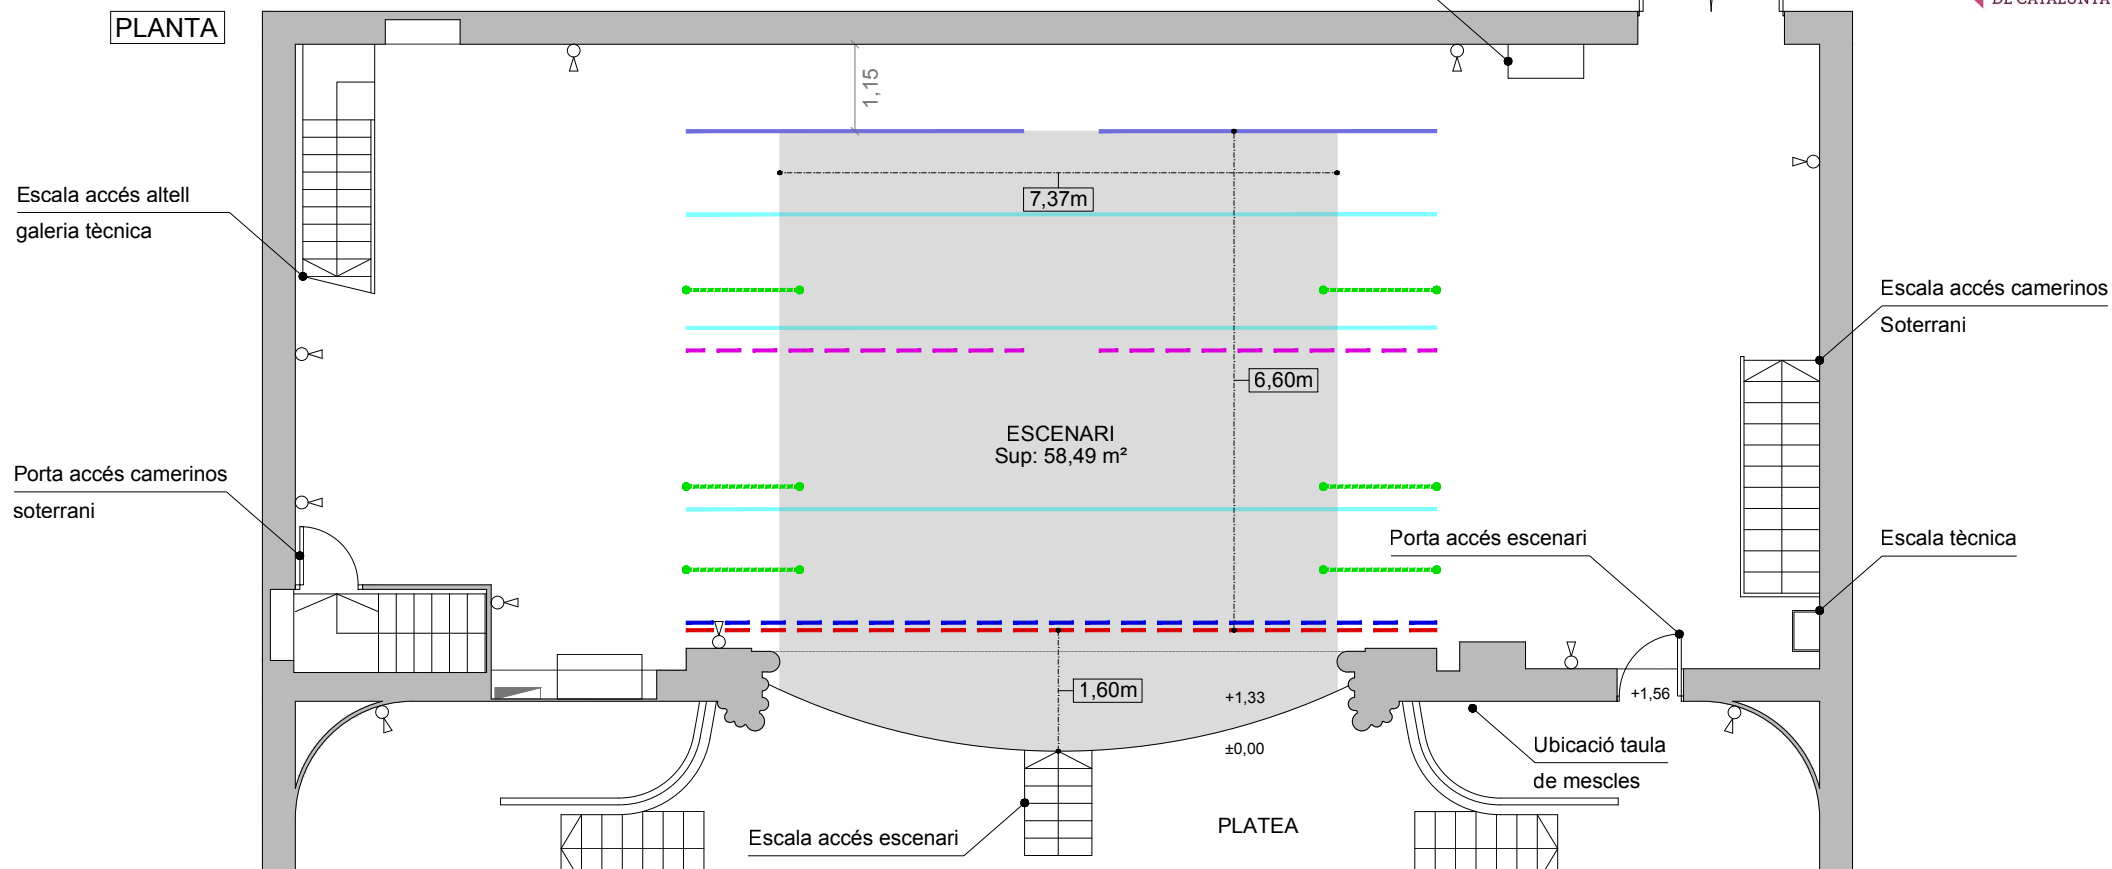 PLANTA
DE CATALUNYA
1,15
7,37m
Escala accés altell
galeria tècnica
Escala accés camerinos
Soterrani
6,60m
ESCENARI
Sup: 58,49 m²
Porta accés camerinos
soterrani
Porta accés escenari
Escala tècnica
1,60m
+1,33
+1,56
±0,00
Ubicació taula
de mescles
PLATEA
Escala accés escenari